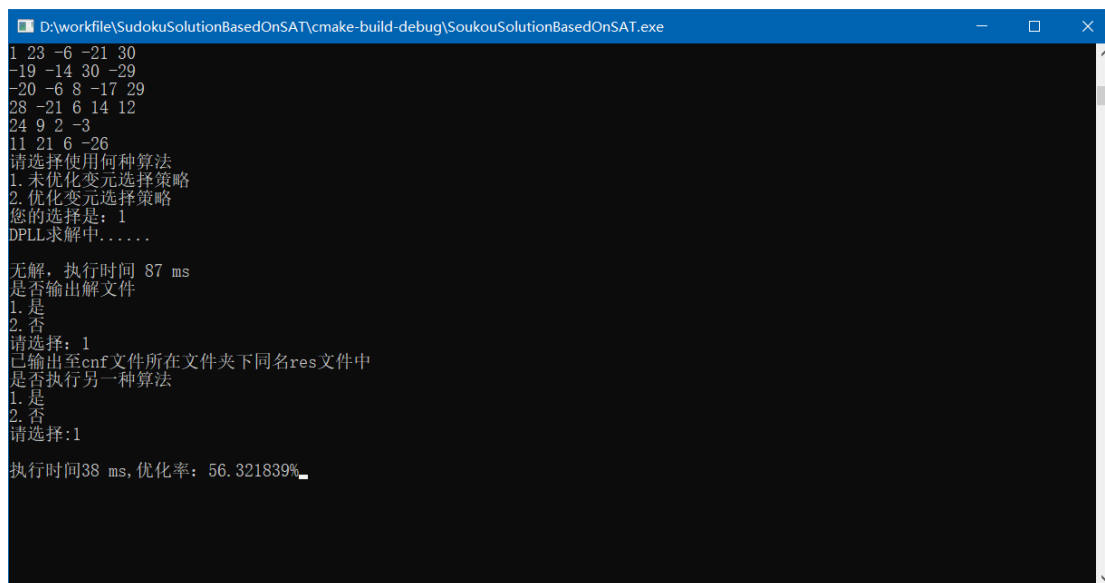 D:\workfile\SudokuSolutionBasedOnSAT\cmake-build-debug\SoukouSolutionBasedOnSAT.exe
1 23 -6 -21 30
-19 -14 30 -29
-20 -6 8 -17 29
28 -21 6 14 12
24 9 2 -3
11 21 6 -26
请选择使用何种算法
1.未优化变元选择策略
2.优化变元选择策略
您的选择是：1
DPLL求解中......
无解，执行时间 87 ms
是否输出解文件
1.是
2.否
请选择：1
已输出至cnf文件所在文件夹下同名res文件中
是否执行另一种算法
1.是
2.否
请选择:1
执行时间38 ms,优化率：56.321839%